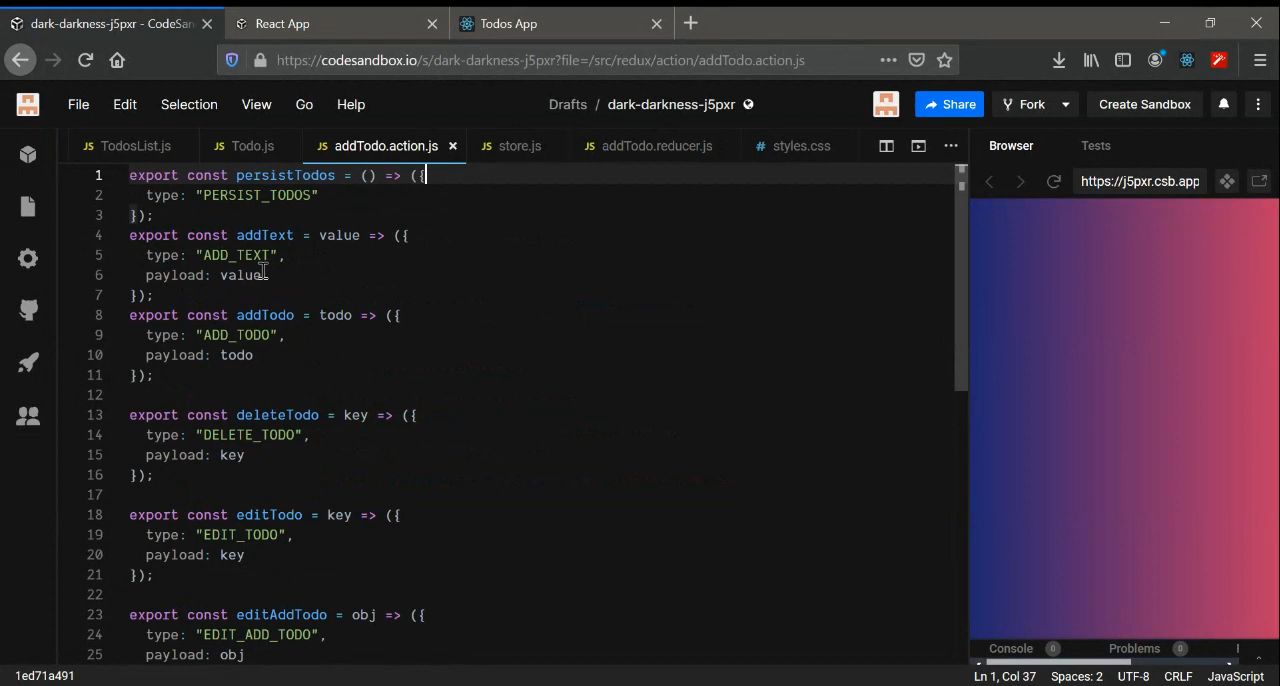 dark-darkness-j5pxr - CodeSan
React App
Todos App
https://codesandbox.io/s/dark-darkness-j5pxr?file=/src/redux/action/addTodo.action.js
File Edit Selection View Go Help
Drafts / dark-darkness-j5pxr
Share
Fork
Create Sandbox
JS TodosList.js
JS Todo.js
JS addTodo.action.js
JS store.js
JS addTodo.reducer.js
# styles.css
Browser
Tests
https://j5pxr.csb.app
1 export const persistTodos = () => ({
2 type: "PERSIST_TODOS"
3 });
4 export const addText = value => ({
5 type: "ADD_TEXT",
6 payload: value
7 });
8 export const addTodo = todo => ({
9 type: "ADD_TODO",
10 payload: todo
11 });
12
13 export const deleteTodo = key => ({
14 type: "DELETE_TODO",
15 payload: key
16 });
17
18 export const editTodo = key => ({
19 type: "EDIT_TODO",
20 payload: key
21 });
22
23 export const editAddTodo = obj => ({
24 type: "EDIT_ADD_TODO",
25 payload: obj
Console 0
Problems 0
1ed71a491
Ln 1, Col 37 Spaces: 2 UTF-8 CRLF JavaScript